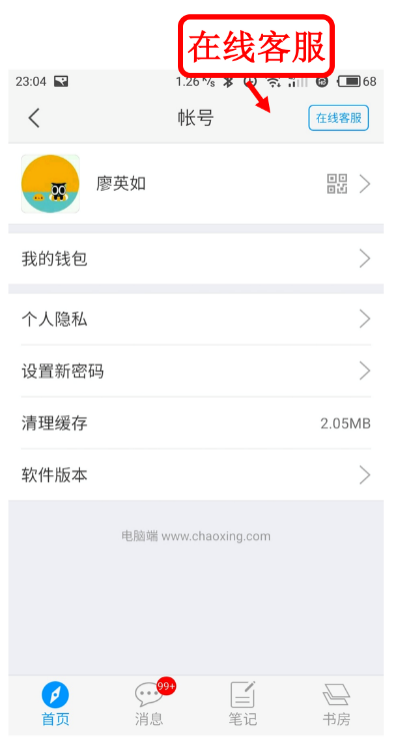 在线客服
23:04 1.26 K/s 68
帐号 在线客服
廖英如
我的钱包
个人隐私
设置新密码
清理缓存 2.05MB
软件版本
电脑端 www.chaoxing.com
99+
首页 消息 笔记 书房